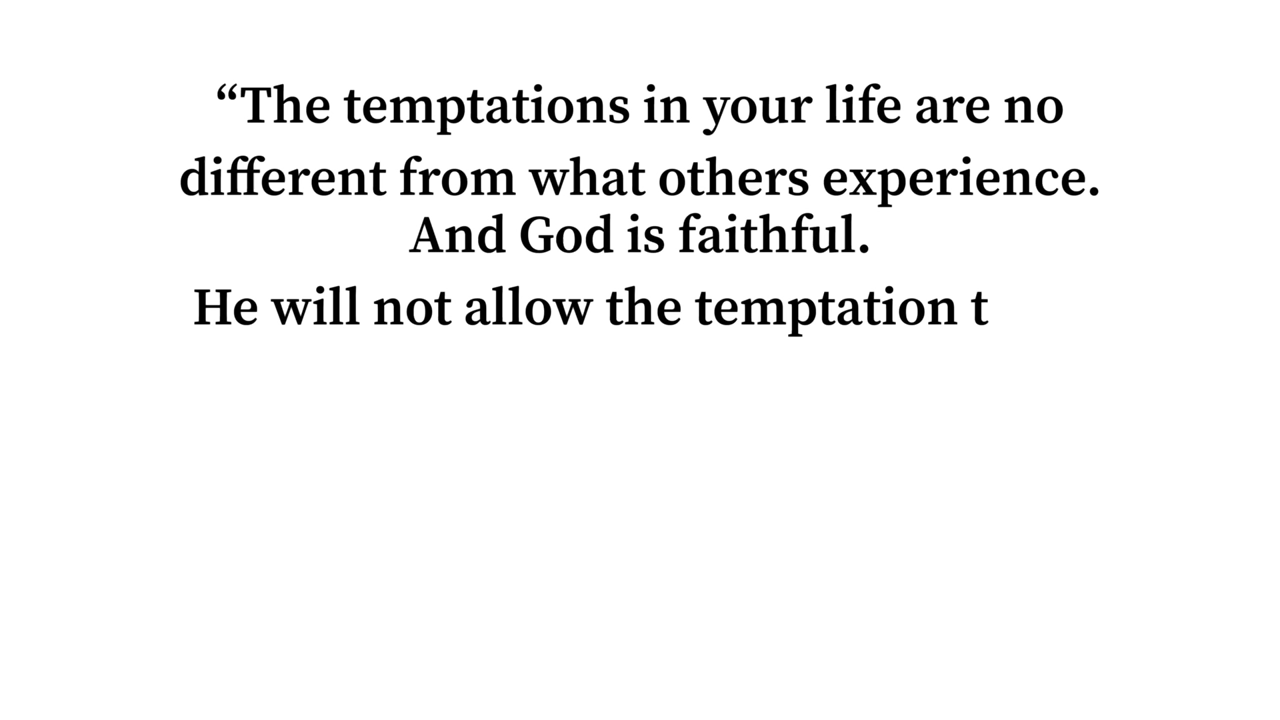 “The temptations in your life are no
different from what others experience.
And God is faithful.
He will not allow the temptation t